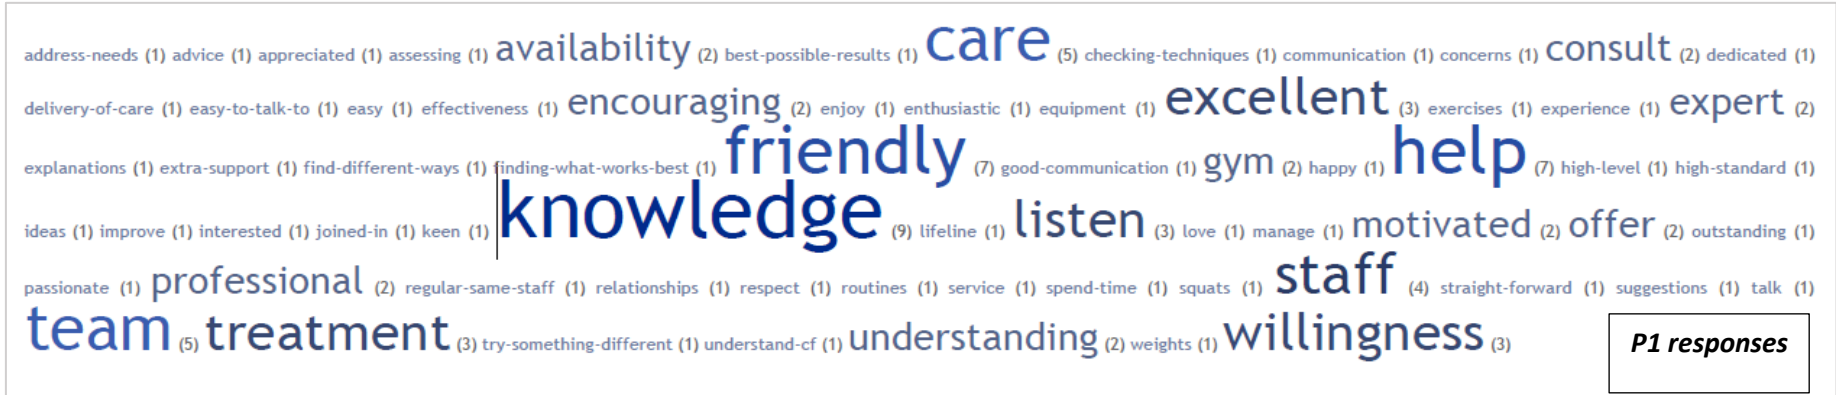 address-needs (1) advice (1) appreciated (1) assessing (1) availability (2) best-possible-results (1) care (5) checking-techniques (1) communication (1) concerns (1) consult (2) dedicated (1)
delivery-of-care (1) easy-to-talk-to (1) easy (1) effectiveness (1) encouraging (2) enjoy (1) enthusiastic (1) equipment (1) excellent (3) exercises (1) experience (1) expert (2)
explanations (1) extra-support (1) find-different-ways (1) finding-what-works-best (1) friendly (7) good-communication (1) gym (2) happy (1) help (7) high-level (1) high-standard (1)
ideas (1) improve (1) interested (1) joined-in (1) keen (1) knowledge (9) lifeline (1) listen (3) love (1) manage (1) motivated (2) offer (2) outstanding (1)
passionate (1) professional (2) regular-same-staff (1) relationships (1) respect (1) routines (1) service (1) spend-time (1) squats (1) staff (4) straight-forward (1) suggestions (1) talk (1)
team (5) treatment (3) try-something-different (1) understand-cf (1) understanding (2) weights (1) willingness (3)
P1 responses